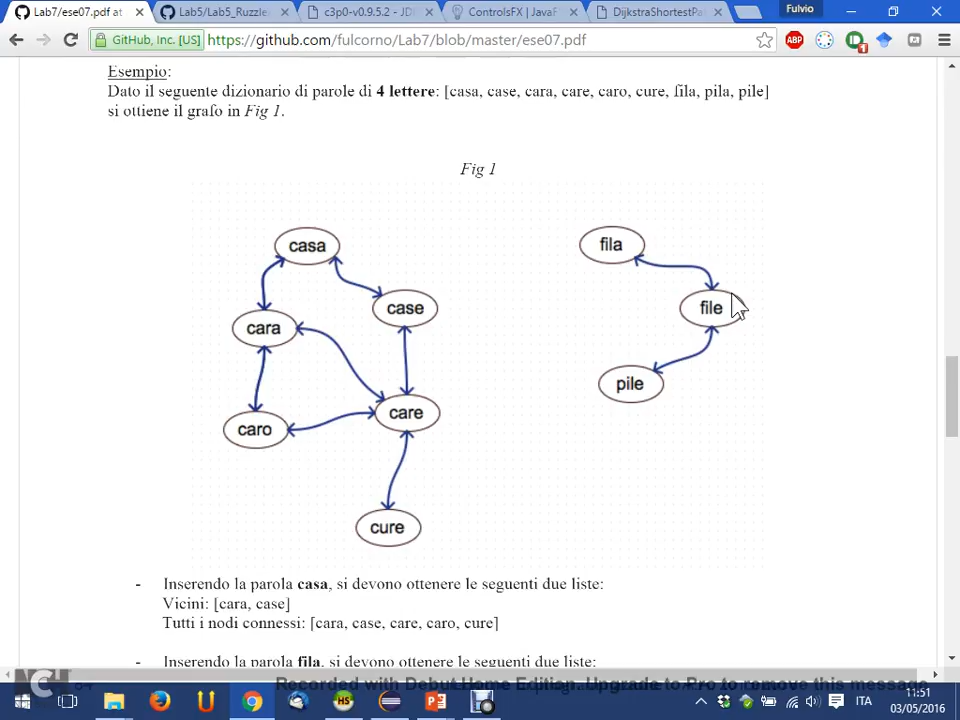 Lab7/ese07.pdf at
Lab5/Lab5_Ruzzle
c3p0-v0.9.5.2 - JD
ControlsFX | JavaF
DijkstraShortestPa
Fulvio
GitHub, Inc. [US]
https://github.com/fulcorno/Lab7/blob/master/ese07.pdf
ABP
1
Esempio:
Dato il seguente dizionario di parole di 4 lettere: [casa, case, cara, care, caro, cure, fila, pila, pile]
si ottiene il grafo in Fig 1.
Fig 1
casa
fila
case
file
cara
pile
care
caro
cure
- Inserendo la parola casa, si devono ottenere le seguenti due liste:
Vicini: [cara, case]
Tutti i nodi connessi: [cara, case, care, caro, cure]
- Inserendo la parola fila, si devono ottenere le seguenti due liste:
Recorded with Debut Home Edition. Upgrade to Pro to remove this message
HS
ITA
11:51
03/05/2016